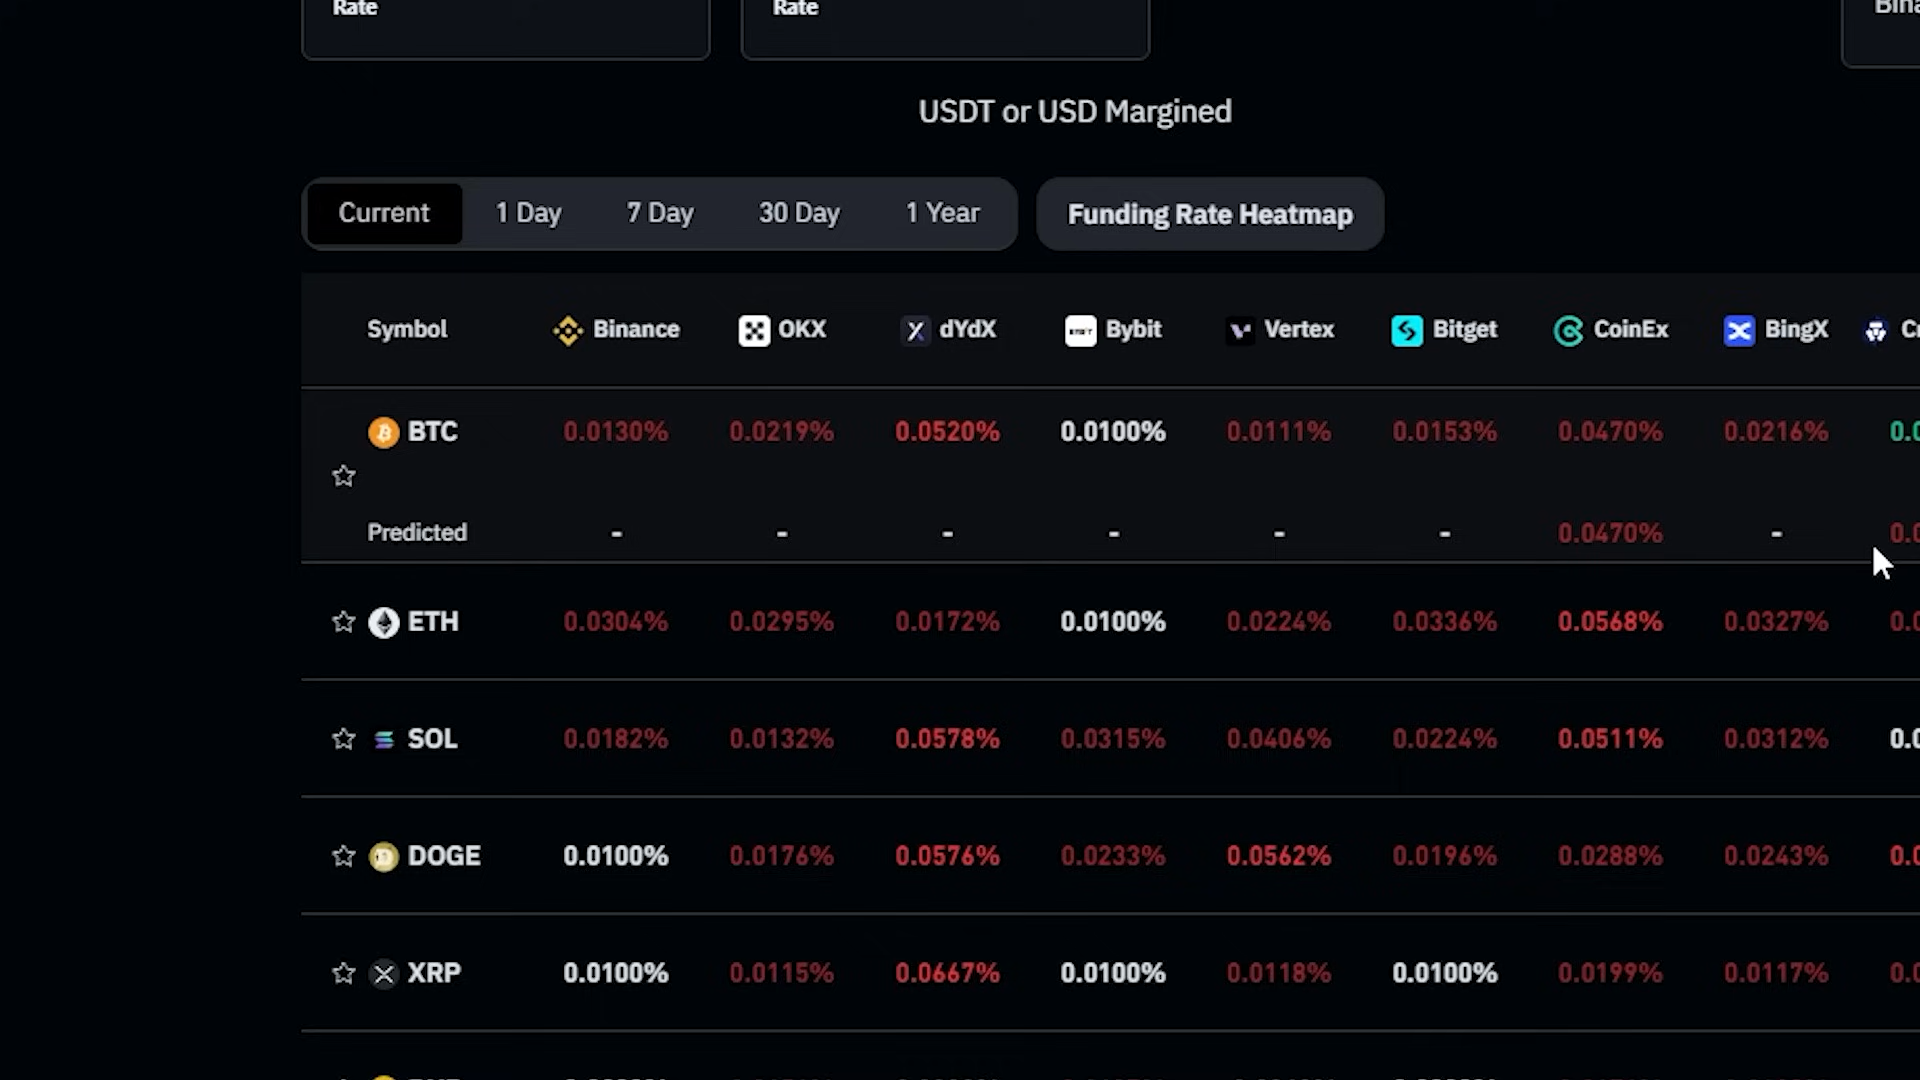 Rate
Rate
USDT or USD Margined
Current 1 Day 7 Day 30 Day 1 Year Funding Rate Heatmap
Symbol Binance OKX dYdX Bybit Vertex Bitget CoinEx BingX
BTC 0.0130% 0.0219% 0.0520% 0.0100% 0.0111% 0.0153% 0.0470% 0.0216%
Predicted - - - - - - 0.0470% -
ETH 0.0304% 0.0295% 0.0172% 0.0100% 0.0224% 0.0336% 0.0568% 0.0327%
SOL 0.0182% 0.0132% 0.0578% 0.0315% 0.0406% 0.0224% 0.0511% 0.0312%
DOGE 0.0100% 0.0176% 0.0576% 0.0233% 0.0562% 0.0196% 0.0288% 0.0243%
XRP 0.0100% 0.0115% 0.0667% 0.0100% 0.0118% 0.0100% 0.0199% 0.0117%